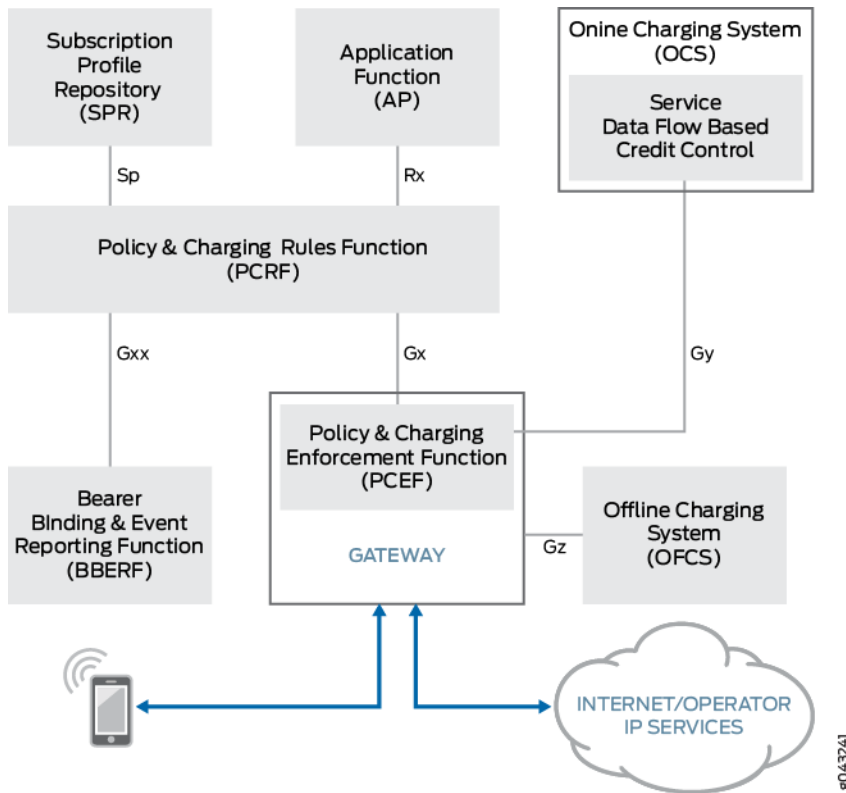 Subscription
Profile
Repository
(SPR)
Application
Function
(AP)
Onine Charging System
(OCS)
Service
Data Flow Based
Credit Control
Sp
Rx
Policy & Charging Rules Function
(PCRF)
Gxx
Gx
Gy
Policy & Charging
Enforcement Function
(PCEF)
GATEWAY
Bearer
BInding & Event
Reporting Function
(BBERF)
Gz
Offline Charging
System
(OFCS)
INTERNET/OPERATOR
IP SERVICES
g043241